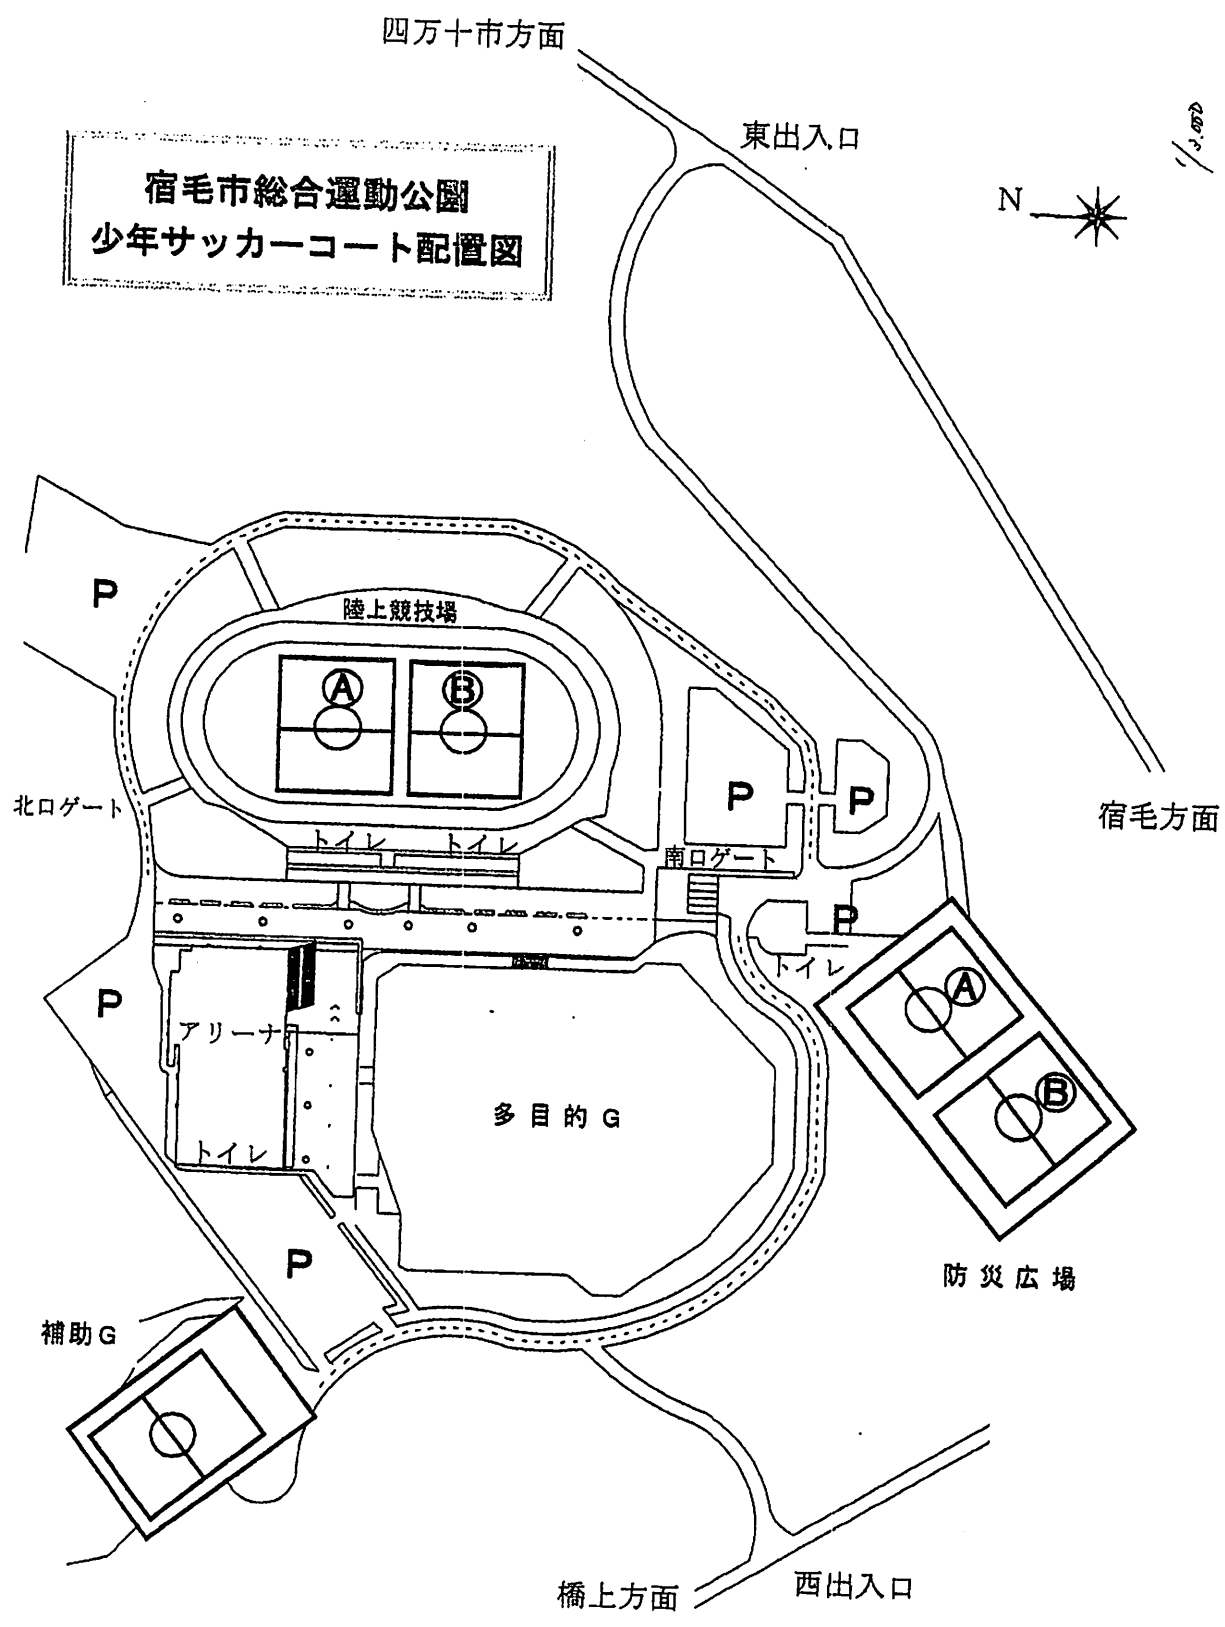 四万十市方面
東出入口
1/3.000
宿毛市総合運動公園
少年サッカーコート配置図
N
P
陸上競技場
A
B
北口ゲート
トイレ
トイレ
P
P
宿毛方面
南口ゲート
P
トイレ
P
アリーナ
トイレ
多目的G
A
B
防災広場
P
補助G
橋上方面
西出入口